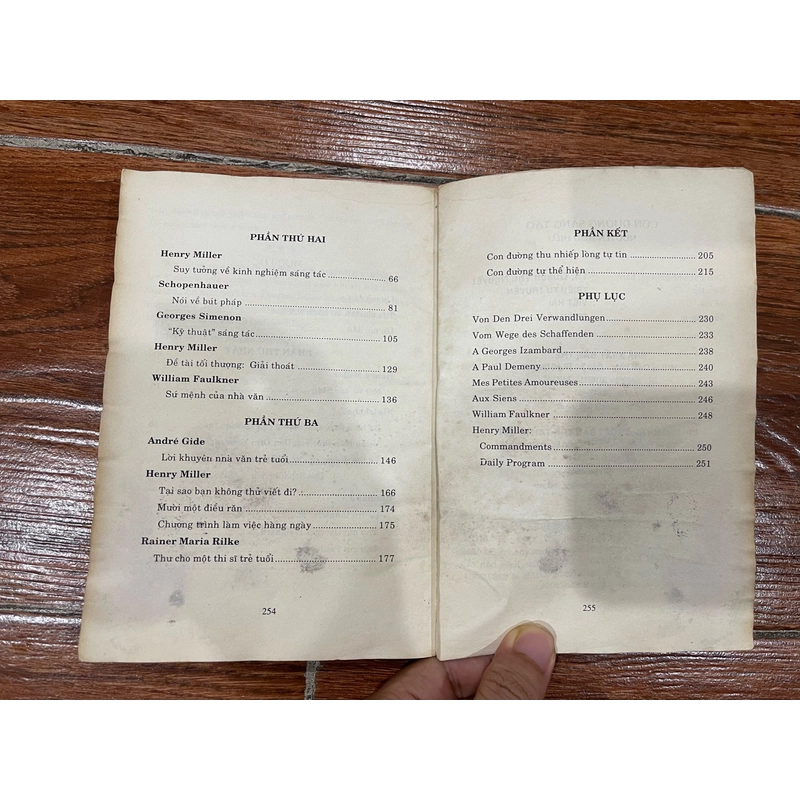 PHẦN THỨ HAI
Henry Miller
Suy tưởng về kinh nghiệm sáng tác ..................... 66
Schopenhauer
Nói về bút pháp ..................... 81
Georges Simenon
"Kỹ thuật" sáng tác ..................... 105
Henry Miller
Đề tài tối thượng: Giải thoát ..................... 129
William Faulkner
Sứ mệnh của nhà văn ..................... 136
PHẦN THỨ BA
André Gide
Lời khuyên nhà văn trẻ tuổi ..................... 146
Henry Miller
Tại sao bạn không thử viết đi? ..................... 166
Mười một điều răn ..................... 174
Chương trình làm việc hàng ngày ..................... 175
Rainer Maria Rilke
Thư cho một thi sĩ trẻ tuổi ..................... 177
254
PHẦN KẾT
Con đường thu nhiếp lòng tự tin ..................... 205
Con đường tự thể hiện ..................... 215
PHỤ LỤC
Von Den Drei Verwandlungen ..................... 230
Vom Wege des Schaffenden ..................... 233
A Georges Izambard ..................... 238
A Paul Demeny ..................... 240
Mes Petites Amoureuses ..................... 243
Aux Siens ..................... 246
William Faulkner ..................... 248
Henry Miller:
Commandments ..................... 250
Daily Program ..................... 251
255